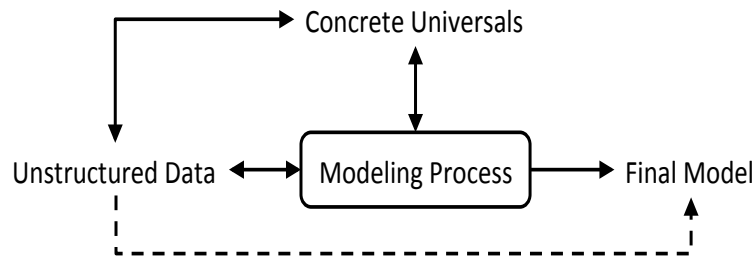 Concrete Universals
Unstructured Data
Modeling Process
Final Model